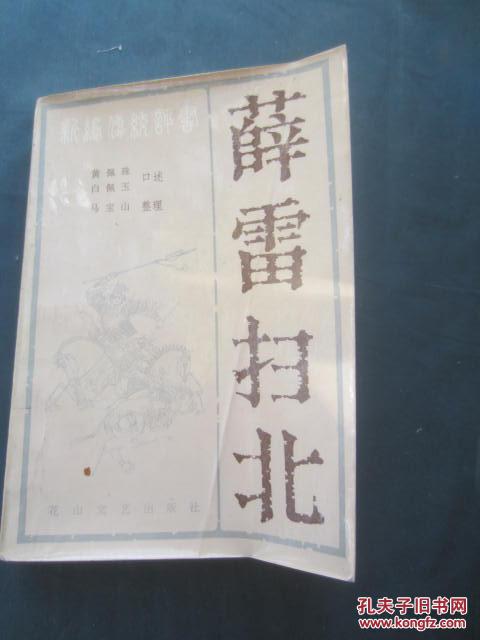 新编传统评书
薛雷扫北
黄佩珠 口述
白佩玉
马宝山 整理
花山文艺出版社
孔夫子旧书网
KONGFZ.COM